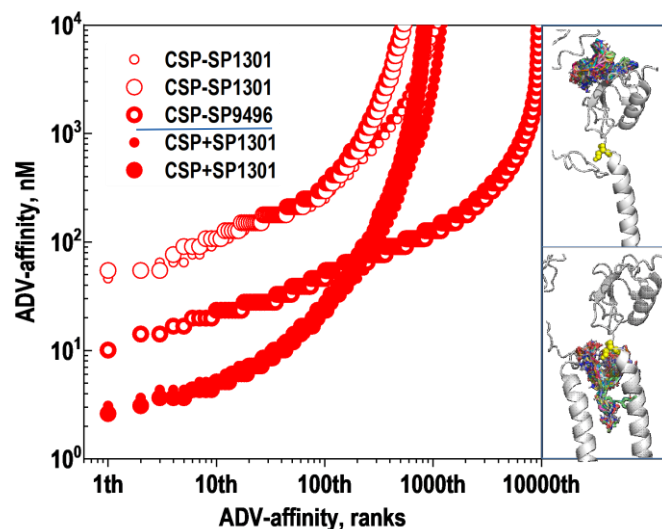 10⁴
10³
10²
10¹
10⁰
ADV-affinity, nM
CSP-SP1301
CSP-SP1301
CSP-SP9496
CSP+SP1301
CSP+SP1301
1th 10th 100th 1000th 10000th
ADV-affinity, ranks